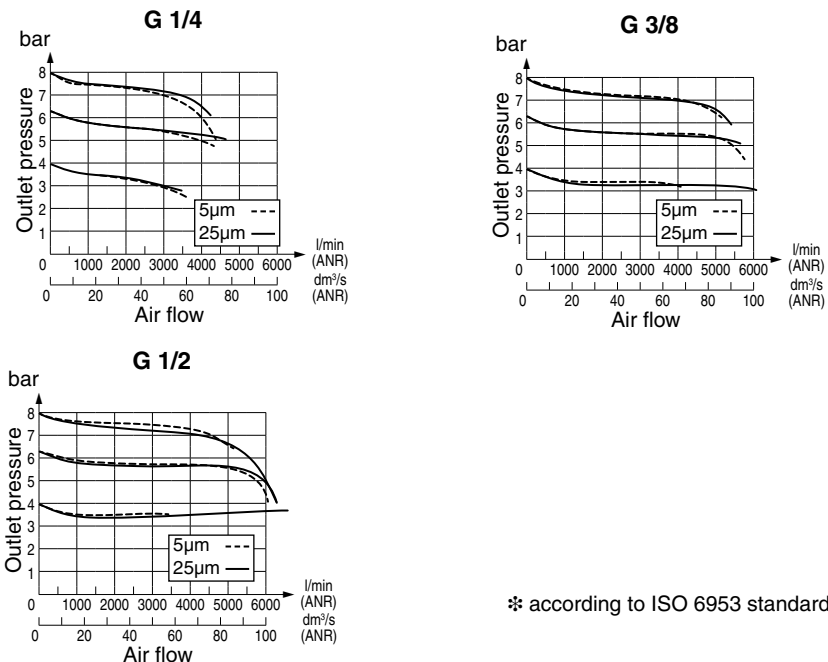 G 1/4
bar
Outlet pressure
8
7
6
5
4
3
2
1
5µm
25µm
0 1000 2000 3000 4000 5000 6000
l/min
(ANR)
0 20 40 60 80 100
dm³/s
(ANR)
Air flow
G 3/8
bar
Outlet pressure
8
7
6
5
4
3
2
1
5µm
25µm
0 1000 2000 3000 4000 5000 6000
l/min
(ANR)
0 20 40 60 80 100
dm³/s
(ANR)
Air flow
G 1/2
bar
Outlet pressure
8
7
6
5
4
3
2
1
5µm
25µm
0 1000 2000 3000 4000 5000 6000
l/min
(ANR)
0 20 40 60 80 100
dm³/s
(ANR)
Air flow
✻ according to ISO 6953 standard